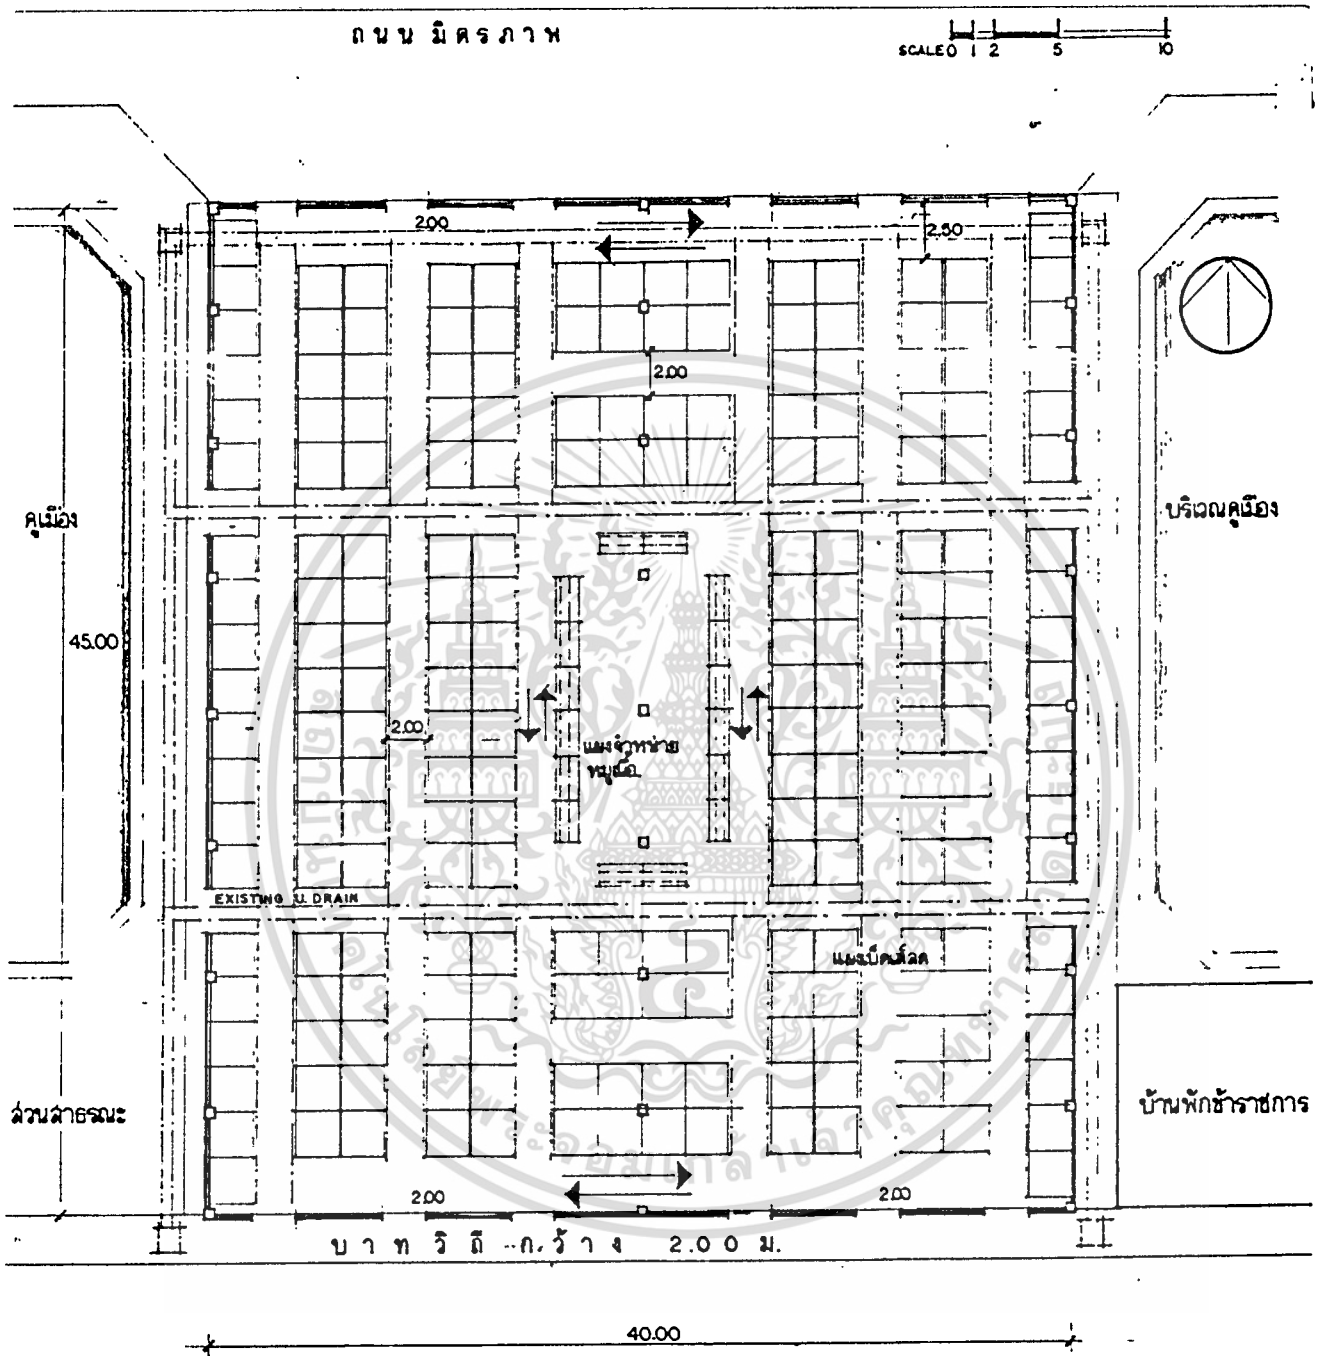 ถนน มิตรภาพ
SCALE 0 1 2 5 10
2.00
2.50
2.00
คูเมือง
บริเวณคูเมือง
45.00
2.00
แผงจำหน่าย
หมูเนื้อ
EXISTING U. DRAIN
แผงเบ็ดเตล็ด
ส่วนสาธรณะ
บ้านพักข้าราชการ
2.00
2.00
บาทวิถี กว้าง 2.00 ม.
40.00